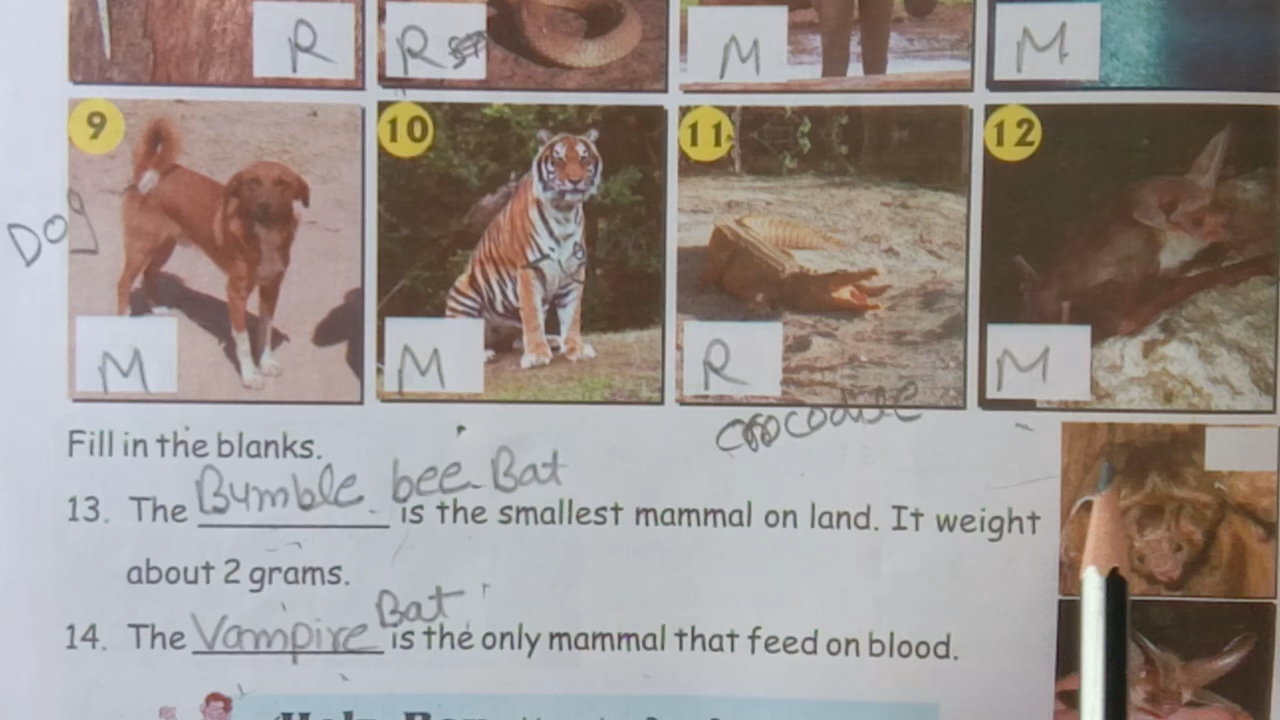 R R M M
9 10 11 12
Dog
M M R M
crocodile
Fill in the blanks.
13. The Bumble bee Bat is the smallest mammal on land. It weight
about 2 grams.
14. The Vampire Bat is the only mammal that feed on blood.